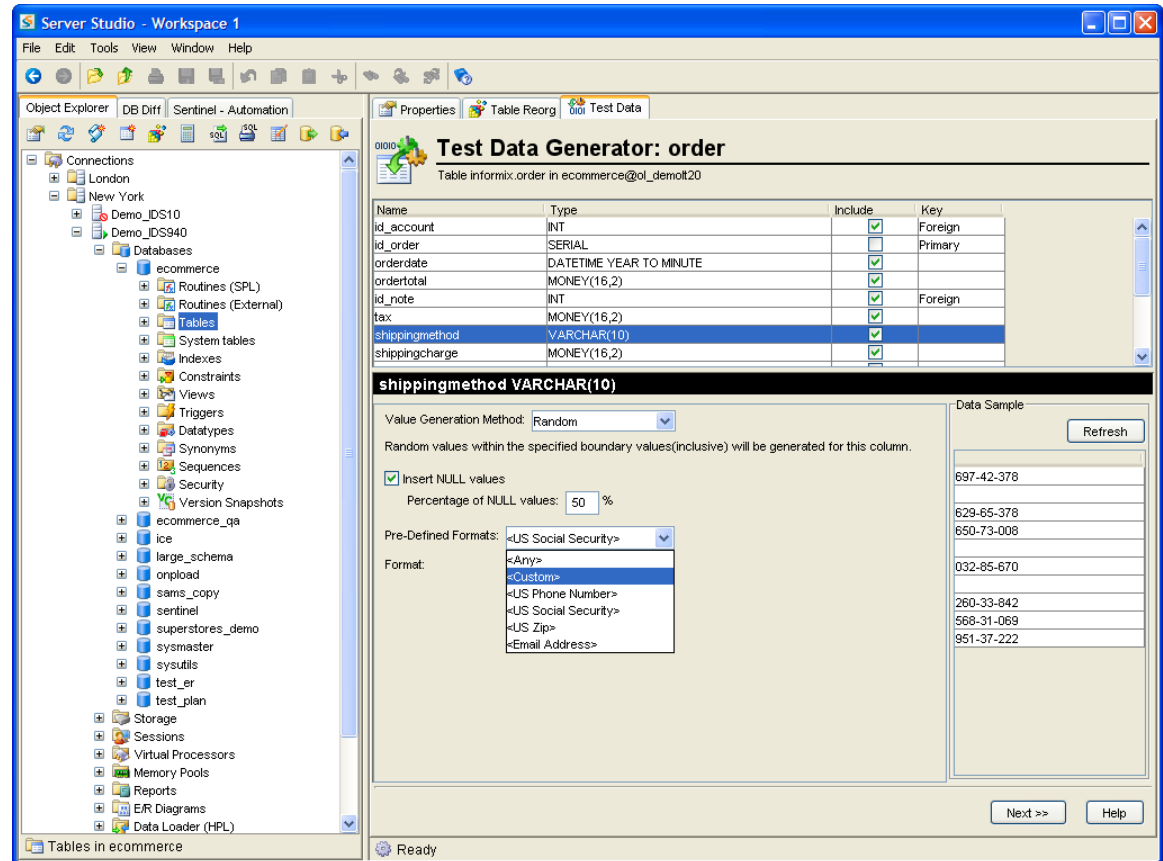 Server Studio - Workspace 1
File Edit Tools View Window Help
Object Explorer DB Diff Sentinel - Automation
Connections
London
New York
Demo_IDS10
Demo_IDS940
Databases
ecommerce
Routines (SPL)
Routines (External)
Tables
System tables
Indexes
Constraints
Views
Triggers
Datatypes
Synonyms
Sequences
Security
Version Snapshots
ecommerce_qa
ice
large_schema
onpload
sams_copy
sentinel
superstores_demo
sysmaster
sysutils
test_er
test_plan
Storage
Sessions
Virtual Processors
Memory Pools
Reports
E/R Diagrams
Data Loader (HPL)
Tables in ecommerce
Properties Table Reorg Test Data
Test Data Generator: order
Table informix.order in ecommerce@ol_demoit20
Name Type Include Key
id_account INT Foreign
id_order SERIAL Primary
orderdate DATETIME YEAR TO MINUTE
ordertotal MONEY(16,2)
id_note INT Foreign
tax MONEY(16,2)
shippingmethod VARCHAR(10)
shippingcharge MONEY(16,2)
shippingmethod VARCHAR(10)
Value Generation Method: Random
Random values within the specified boundary values(inclusive) will be generated for this column.
Insert NULL values
Percentage of NULL values: 50 %
Pre-Defined Formats: <US Social Security>
Format:
<Any>
<Custom>
<US Phone Number>
<US Social Security>
<US Zip>
<Email Address>
Data Sample
Refresh
697-42-378
629-65-378
650-73-008
032-85-670
260-33-842
568-31-069
951-37-222
Next >> Help
Ready